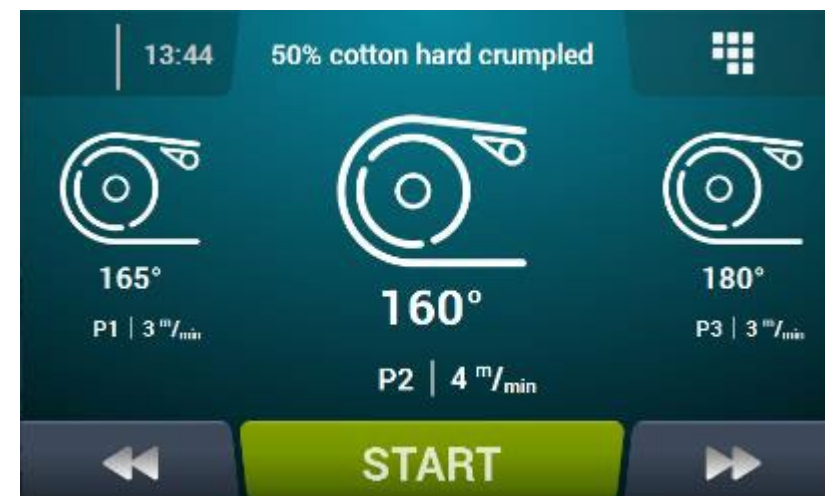 13:44
50% cotton hard crumpled
165°
160°
180°
P1 | 3 m/min
P2 | 4 m/min
P3 | 3 m/min
START